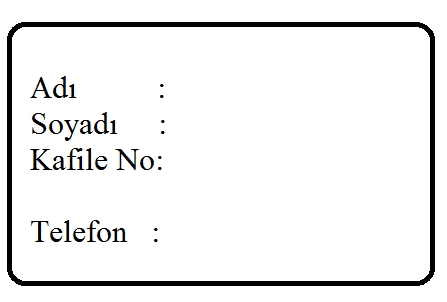 Adı :
Soyadı :
Kafile No:
Telefon :